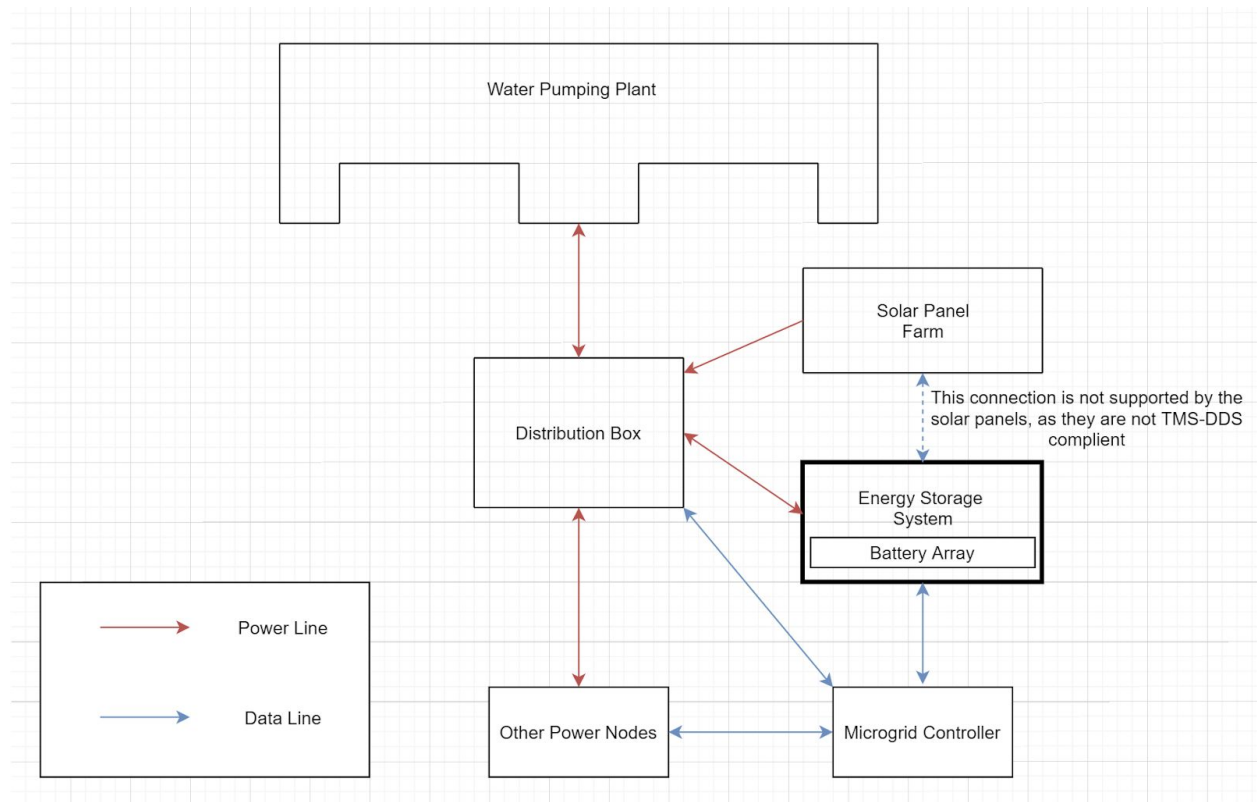 Water Pumping Plant
Solar Panel
Farm
This connection is not supported by the
solar panels, as they are not TMS-DDS
complient
Distribution Box
Energy Storage
System
Battery Array
Power Line
Data Line
Other Power Nodes
Microgrid Controller